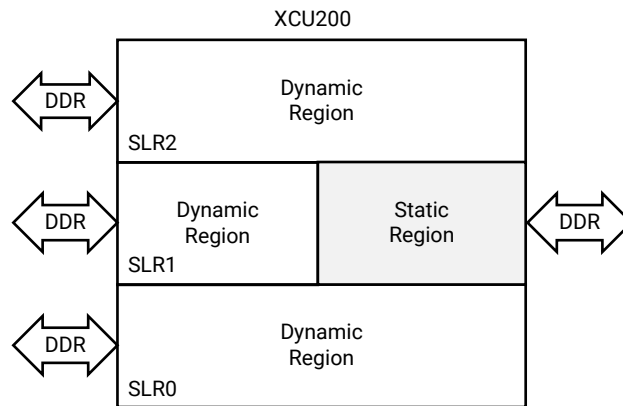 XCU200
Dynamic
Region
DDR
SLR2
Dynamic
Region
Static
Region
DDR
DDR
SLR1
Dynamic
Region
DDR
SLR0